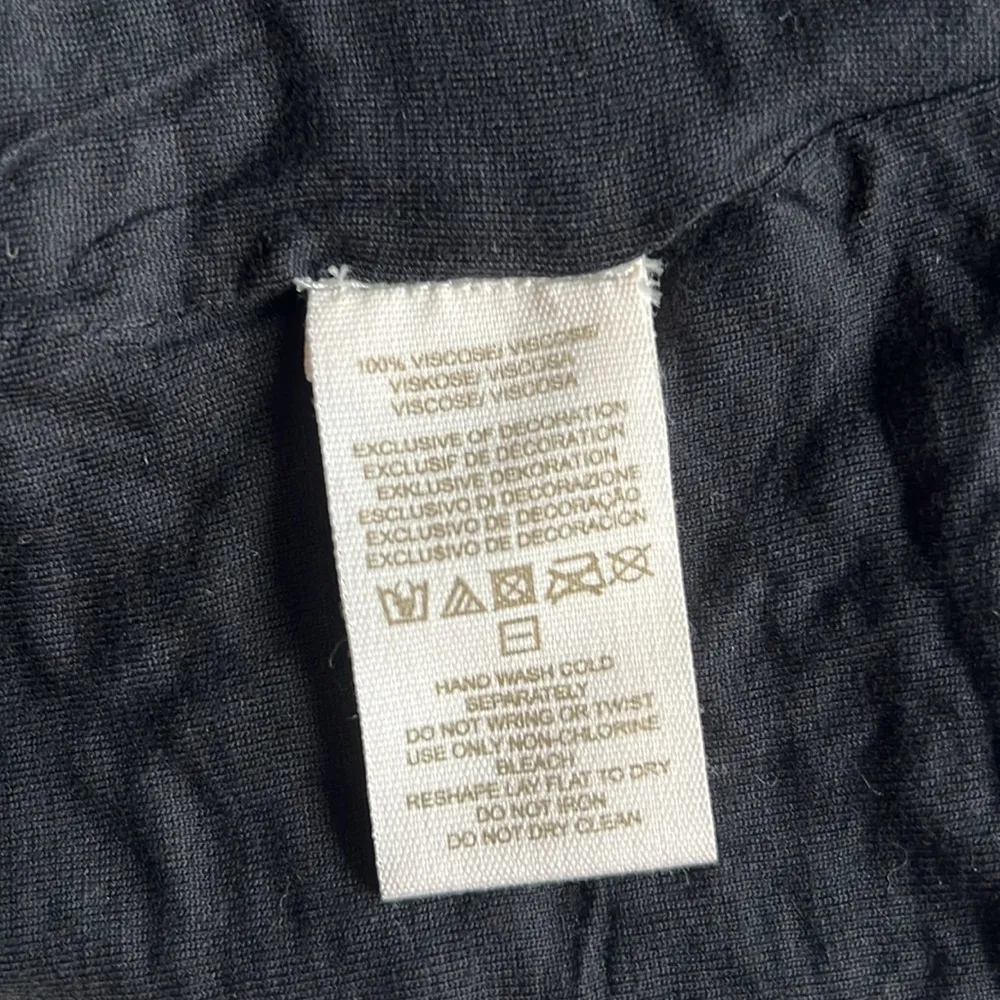 100% VISCOSE/ VISCOSE/
VISKOSE/ VISCOSA
VISCOSE/ VISCOSA
EXCLUSIVE OF DECORATION
EXCLUSIF DE DECORATION
EXKLUSIVE DEKORATION
ESCLUSIVO DI DECORAZIONE
EXCLUSIVO DE DECORAÇÃO
EXCLUSIVO DE DECORACIÓN
HAND WASH COLD
SEPARATELY
DO NOT WRING OR TWIST
USE ONLY NON-CHLORINE
BLEACH
RESHAPE LAY FLAT TO DRY
DO NOT IRON
DO NOT DRY CLEAN